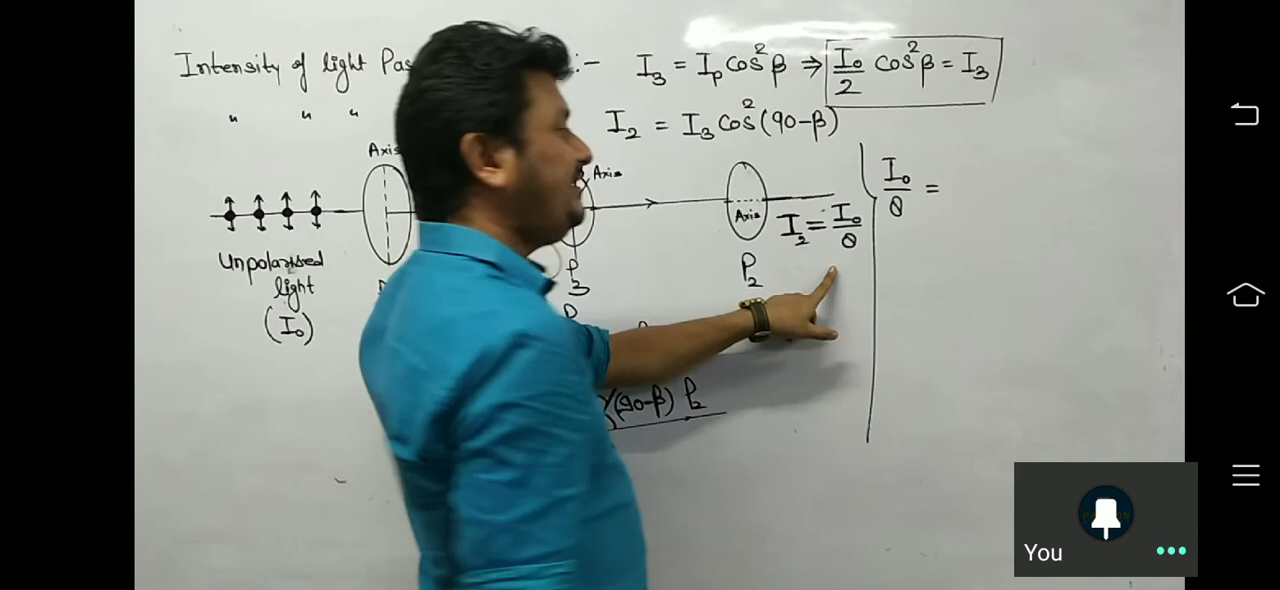 Intensity of light Pas :- I₃ = Iₚ Cos²β ⇒ I₀/2 Cos²β = I₃
" " " I₂ = I₃ Cos²(90-β)
Axis
Axis
Axis
I₀/8 =
I₂ = I₀/8
Unpolarised
light
(I₀)
P₃
P₂
(90-β) P₂
You